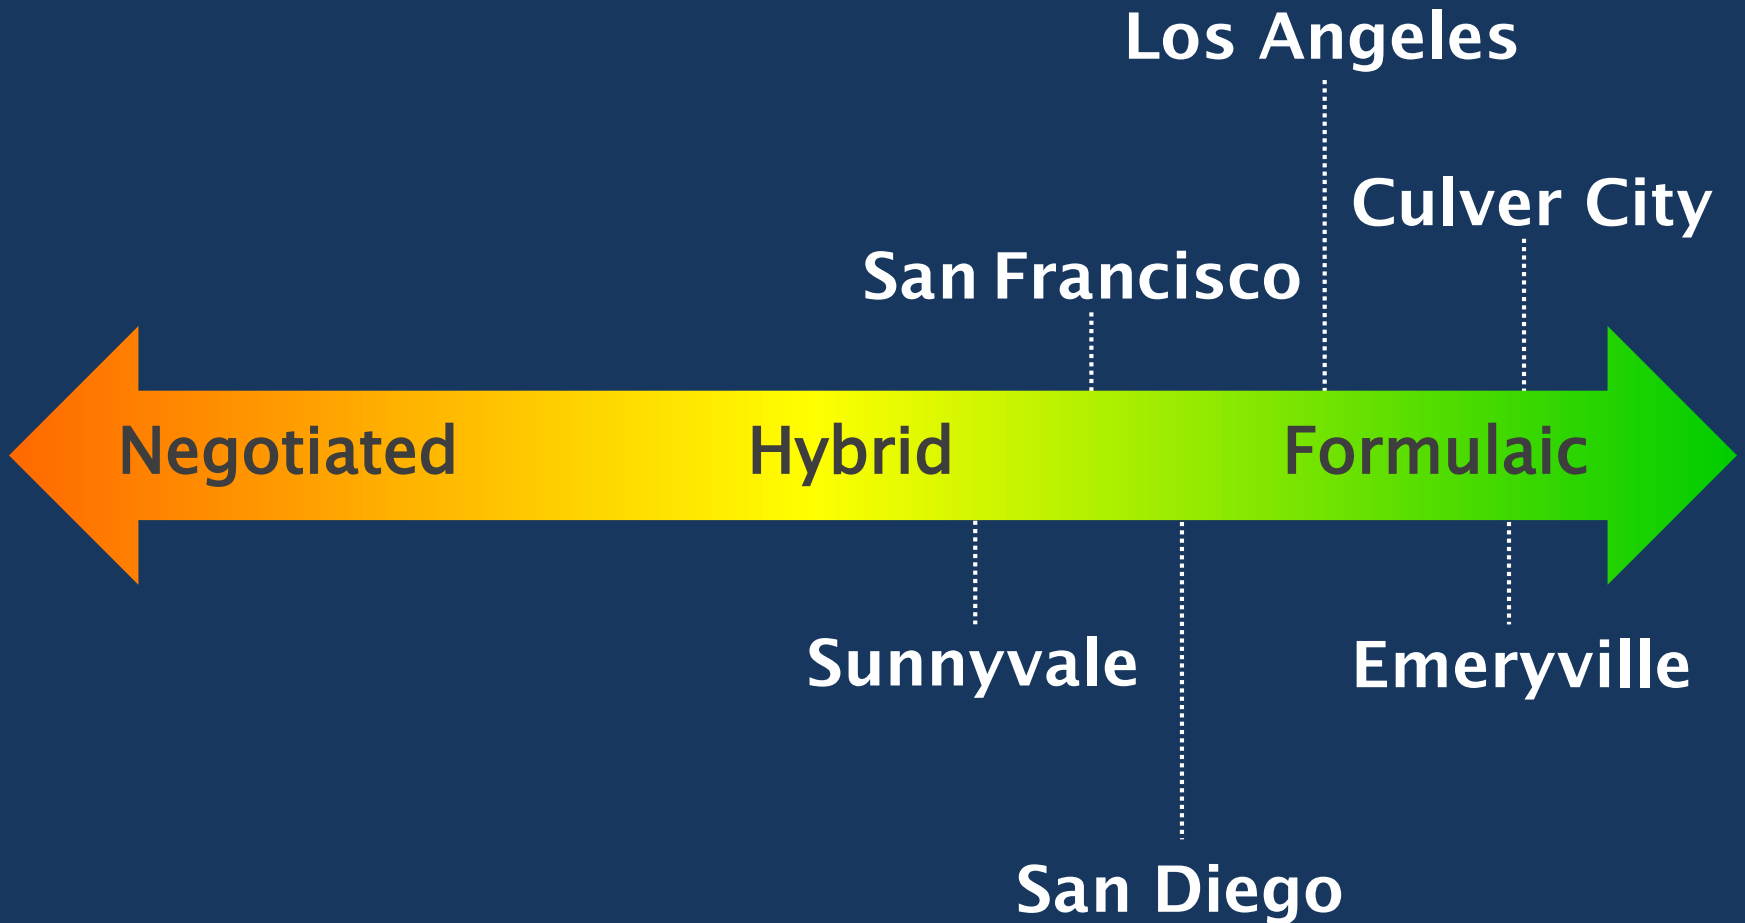 Los Angeles
Culver City
San Francisco
Negotiated Hybrid Formulaic
Sunnyvale Emeryville
San Diego